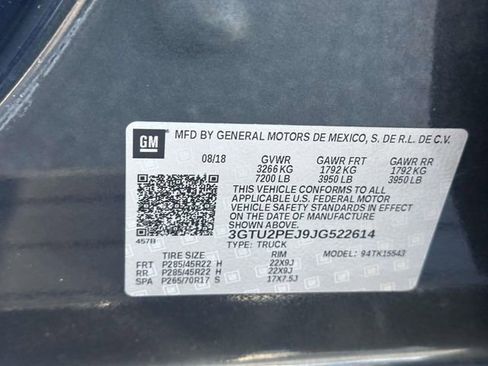 GM
MFD BY GENERAL MOTORS DE MEXICO, S. DE R.L. DE C.V.
08/18 GVWR GAWR FRT GAWR RR
3266 KG 1792 KG 1792 KG
7200 LB 3950 LB 3950 LB
THIS VEHICLE CONFORMS TO ALL
APPLICABLE U.S. FEDERAL MOTOR
VEHICLE SAFETY STANDARDS IN EFFECT
ON THE DATE OF MANUFACTURE SHOWN ABOVE.
457B 3GTU2PEJ9JG522614
TYPE: TRUCK
TIRE SIZE RIM MODEL: 94TK15543
FRT P285/45R22 H 22X9J
RR P285/45R22 H 22X9J
SPA P265/70R17 S 17X7.5J